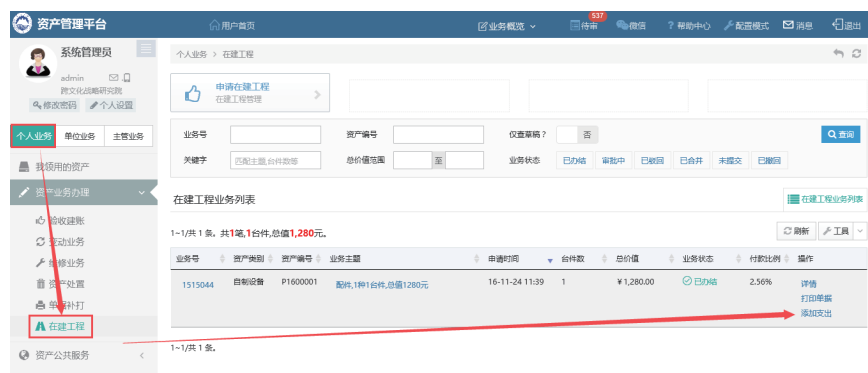 资产管理平台
用户首页
业务概览
537
待审
微信
? 帮助中心
配置模式
消息
退出
系统管理员
admin
跨文化战略研究院
修改密码
个人设置
个人业务
单位业务
主管业务
我领用的资产
资产业务办理
验收建账
变动业务
维修业务
资产处置
单据补打
在建工程
资产公共服务
个人业务 > 在建工程
申请在建工程
在建工程管理
业务号
资产编号
仅查草稿？
否
查询
关键字
匹配主题,台件数等
总价值范围
至
业务状态
已办结
审批中
已驳回
已合并
未提交
已撤回
在建工程业务列表
在建工程业务列表
1~1/共1条, 共1笔,1台件,总值1,280元。
刷新
工具
业务号 资产类别 资产编号 业务主题 申请时间 台件数 总价值 业务状态 付款比例 操作
1515044 自制设备 P1600001 配件,1种1台件,总值1280元 16-11-24 11:39 1 ¥1,280.00 已办结 2.56% 详情
打印单据
添加支出
1~1/共1条。